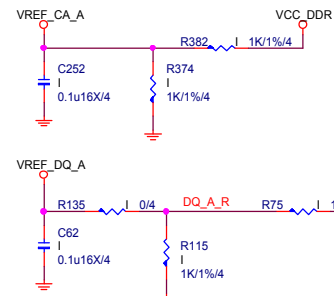 VREF_CA_A
VCC_DDR
R382
I
1K/1%/4
C252
I
0.1u16X/4
R374
I
1K/1%/4
VREF_DQ_A
R135
I
0/4
DQ_A_R
R75
I
1
C62
I
0.1u16X/4
R115
I
1K/1%/4